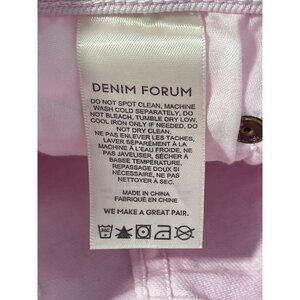 DENIM FORUM
DO NOT SPOT CLEAN, MACHINE
WASH COLD SEPARATELY, DO
NOT BLEACH, TUMBLE DRY LOW,
COOL IRON ONLY IF NEEDED, DO
NOT DRY CLEAN.
NE PAS ENLEVER LES TACHES,
LAVER SÉPARÉMENT À LA
MACHINE À L'EAU FROIDE, NE
PAS JAVELISER, SÉCHER À
BASSE TEMPÉRATURE,
REPASSAGE DOUX SI
NÉCESSAIRE, NE PAS
NETTOYER À SEC.
MADE IN CHINA
FABRIQUÉ EN CHINE
WE MAKE A GREAT PAIR.